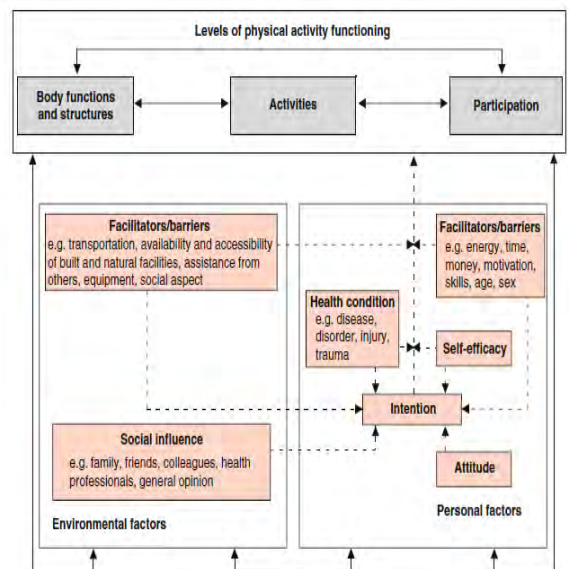 Levels of physical activity functioning
Body functions
and structures
Activities
Participation
Facilitators/barriers
e.g. transportation, availability and accessibility
of built and natural facilities, assistance from
others, equipment, social aspect
Facilitators/barriers
e.g. energy, time,
money, motivation,
skills, age, sex
Health condition
e.g. disease,
disorder, injury,
trauma
Self-efficacy
Intention
Social influence
e.g. family, friends, colleagues, health
professionals, general opinion
Attitude
Environmental factors
Personal factors